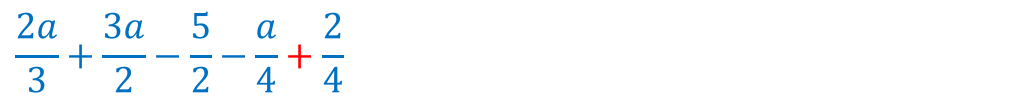 2a/3 + 3a/2 − 5/2 − a/4 + 2/4